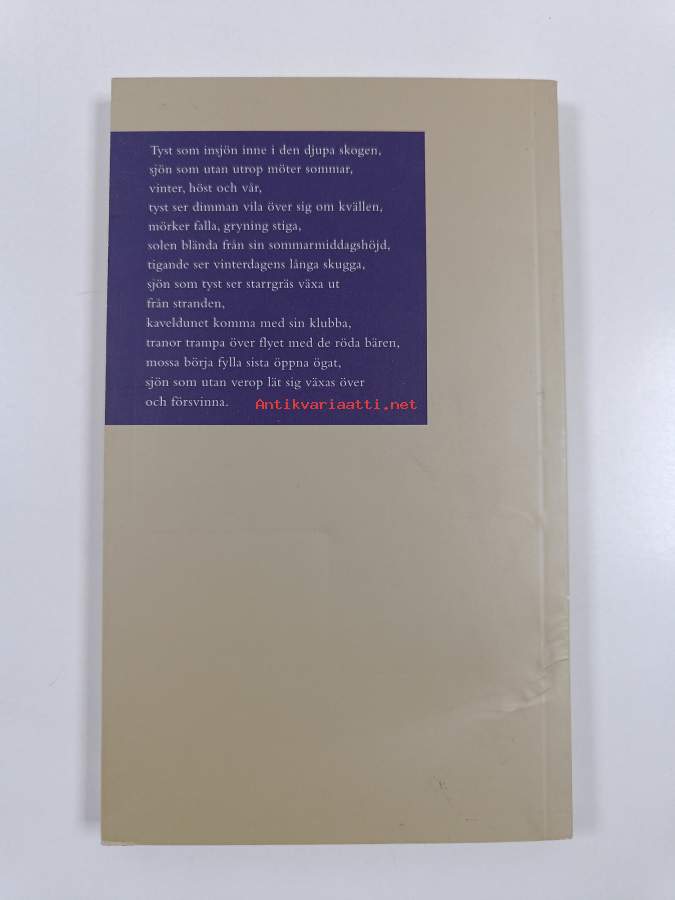 Tyst som insjön inne i den djupa skogen,
sjön som utan utrop möter sommar,
vinter, höst och vår,
tyst ser dimman vila över sig om kvällen,
mörker falla, gryning stiga,
solen blända från sin sommarmiddagshöjd,
tigande ser vinterdagens långa skugga,
sjön som tyst ser starrgräs växa ut
från stranden,
kaveldunet komma med sin klubba,
tranor trampa över flyet med de röda bären,
mossa börja fylla sista öppna ögat,
sjön som utan verop lät sig växas över
och försvinna.
Antikvariaatti.net